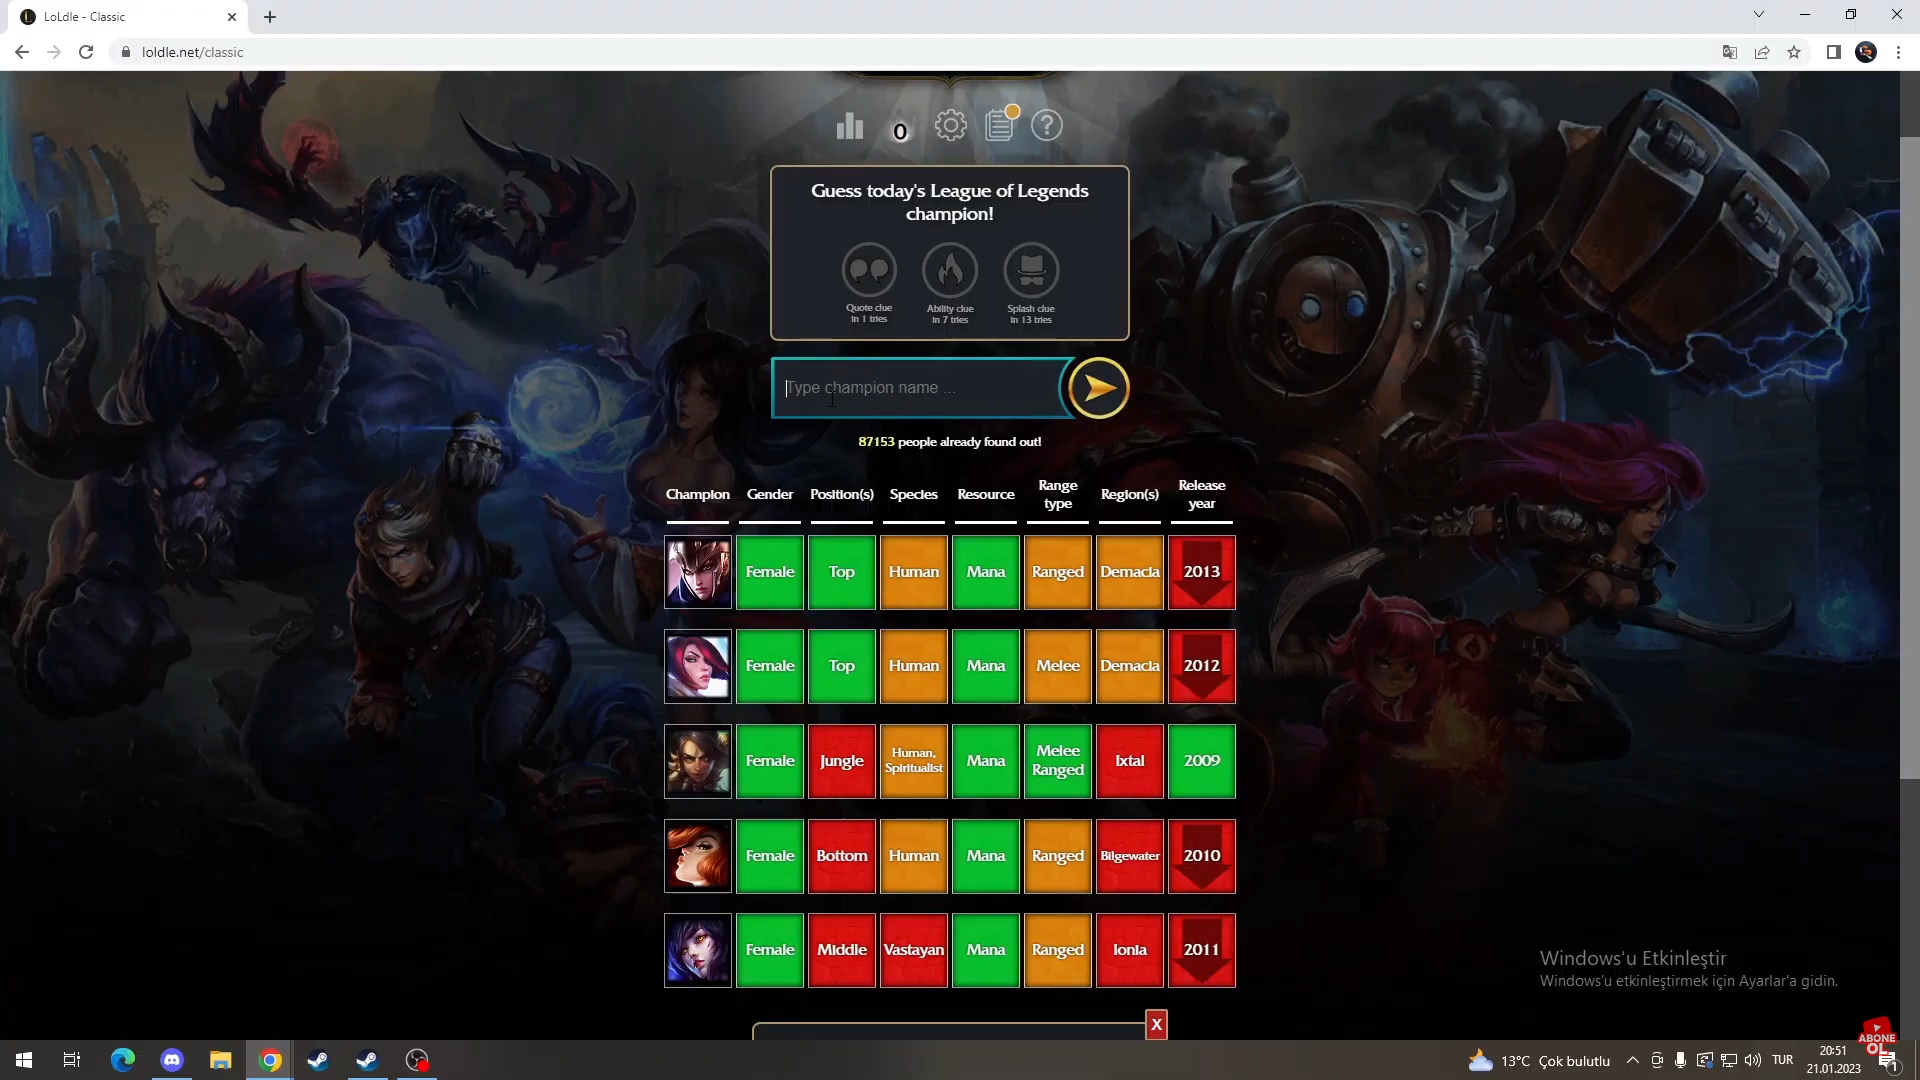 LoLdle - Classic
loldle.net/classic
0
Guess today's League of Legends
champion!
Quote clue
in 1 tries
Ability clue
in 7 tries
Splash clue
in 13 tries
Type champion name ...
87153 people already found out!
Champion Gender Position(s) Species Resource Range type Region(s) Release year
Female Top Human Mana Ranged Demacia 2013
Female Top Human Mana Melee Demacia 2012
Female Jungle Human, Spiritualist Mana Melee Ranged Ixtal 2009
Female Bottom Human Mana Ranged Bilgewater 2010
Female Middle Vastayan Mana Ranged Ionia 2011
X
Windows'u Etkinleştir
Windows'u etkinleştirmek için Ayarlar'a gidin.
ABONE
OL
13°C Çok bulutlu
TUR
20:51
21.01.2023
1